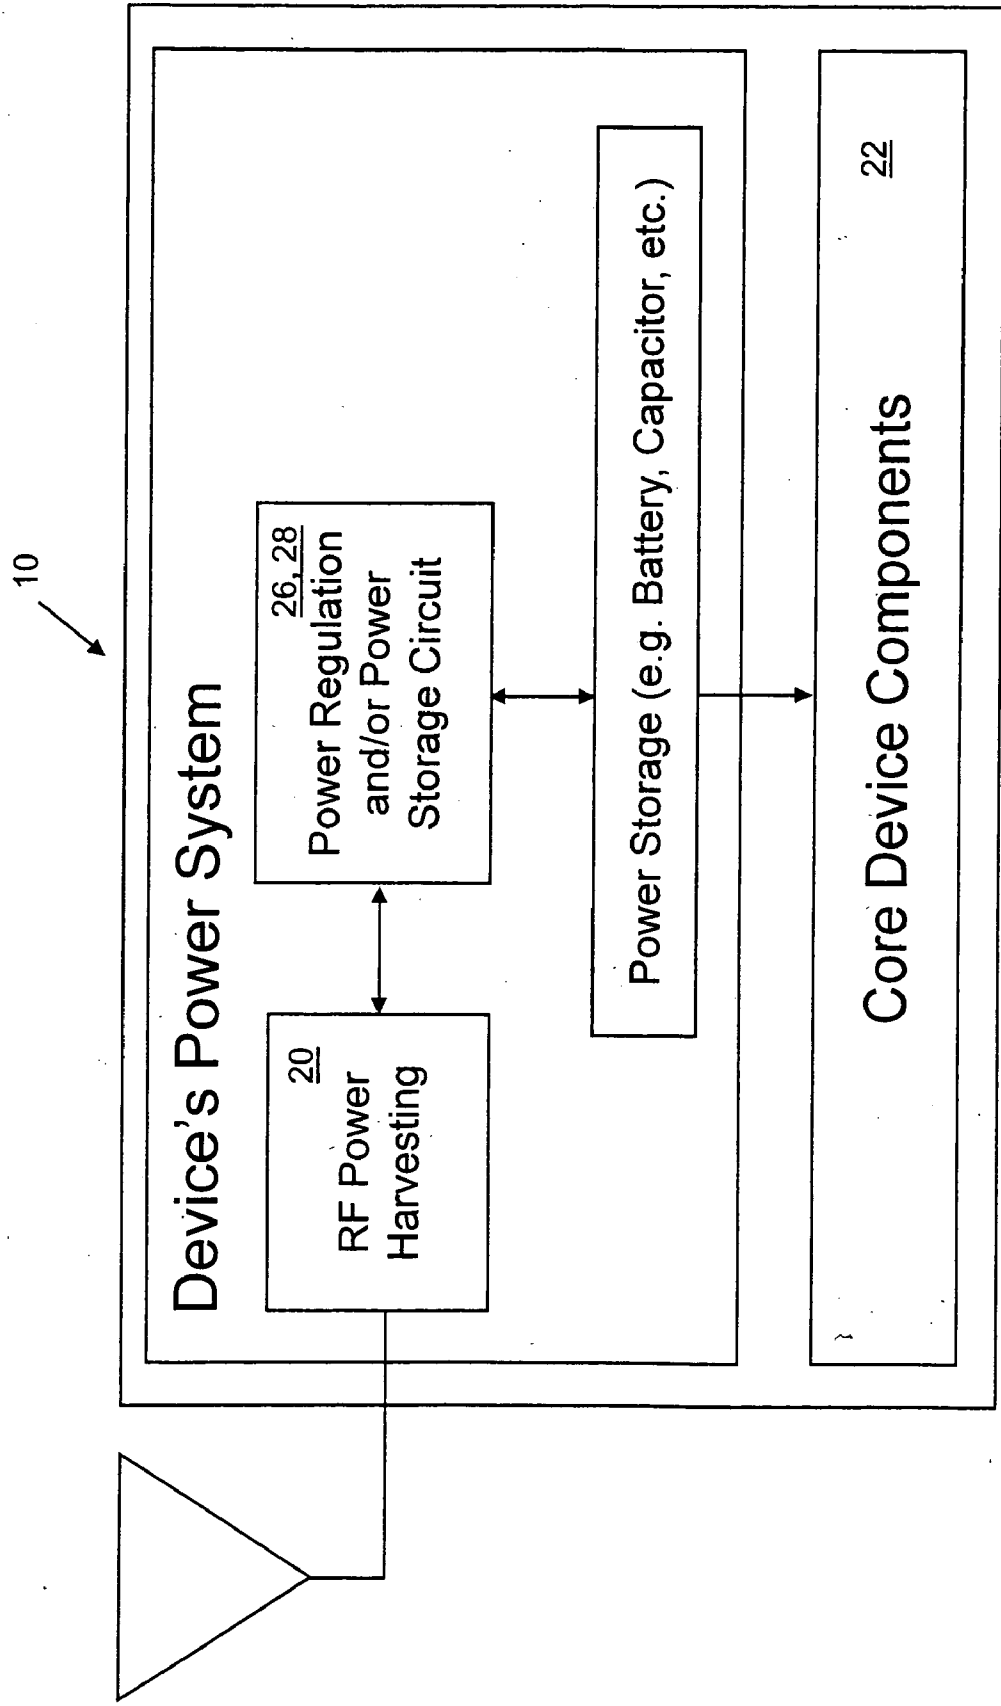 10
Device's Power System
20
RF Power
Harvesting
26, 28
Power Regulation
and/or Power
Storage Circuit
Power Storage (e.g. Battery, Capacitor, etc.)
22
Core Device Components